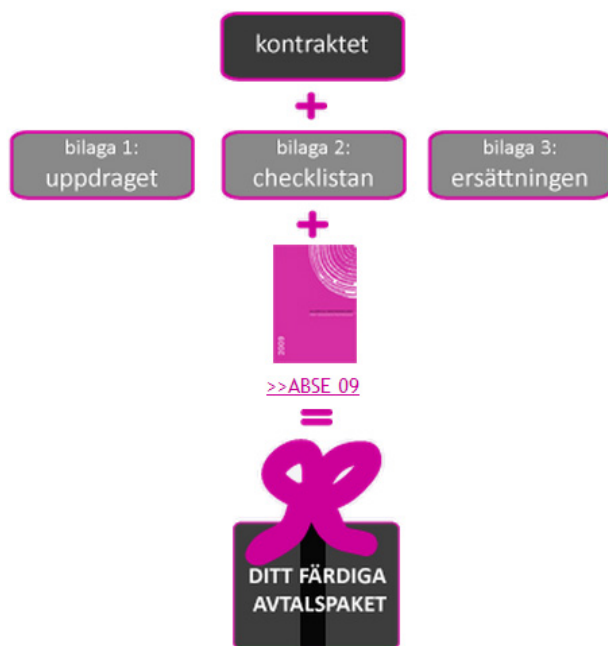 kontraktet
+
bilaga 1:
uppdraget
bilaga 2:
checklistan
bilaga 3:
ersättningen
+
2009
>>ABSE 09
=
DITT FÄRDIGA
AVTALSPAKET